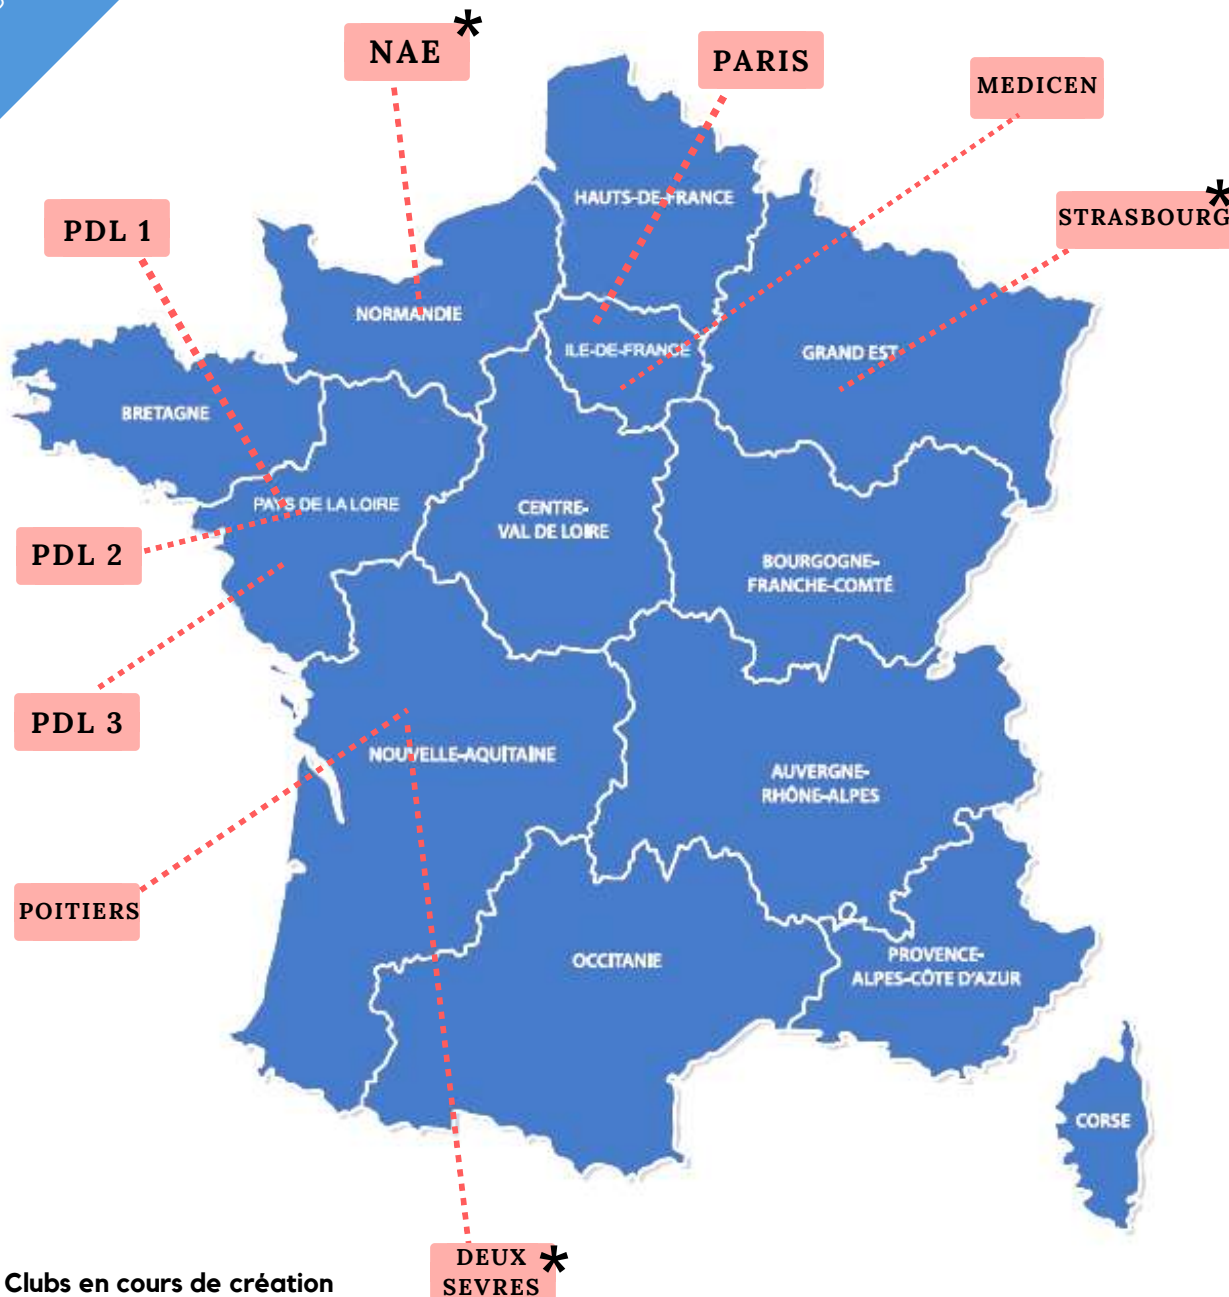 NAE *
PARIS
MEDICEN
HAUTS-DE-FRANCE
STRASBOURG *
PDL 1
NORMANDIE
ILE-DE-FRANCE
GRAND EST
BRETAGNE
PAYS DE LA LOIRE
CENTRE-
VAL DE LOIRE
PDL 2
BOURGOGNE-
FRANCHE-COMTÉ
PDL 3
NOUVELLE-AQUITAINE
AUVERGNE-
RHÔNE-ALPES
POITIERS
OCCITANIE
PROVENCE-
ALPES-CÔTE D'AZUR
CORSE
DEUX
SEVRES *
Clubs en cours de création